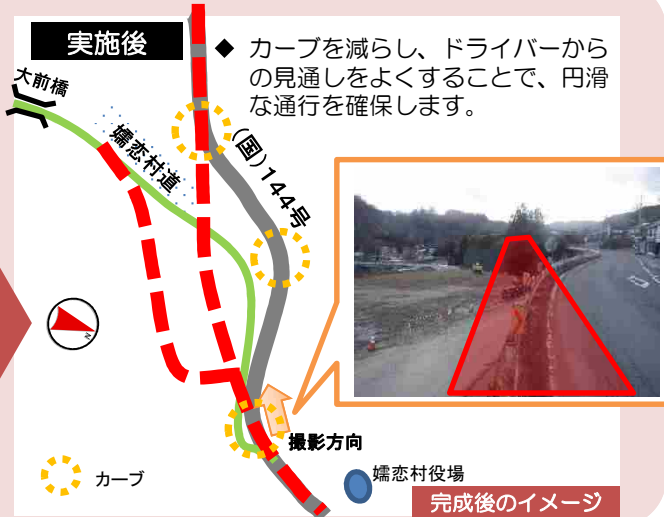 実施後
◆ カーブを減らし、ドライバーから
の見通しをよくすることで、円滑
な通行を確保します。
大前橋
嬬恋村道
(国)144号
N
撮影方向
カーブ
嬬恋村役場
完成後のイメージ